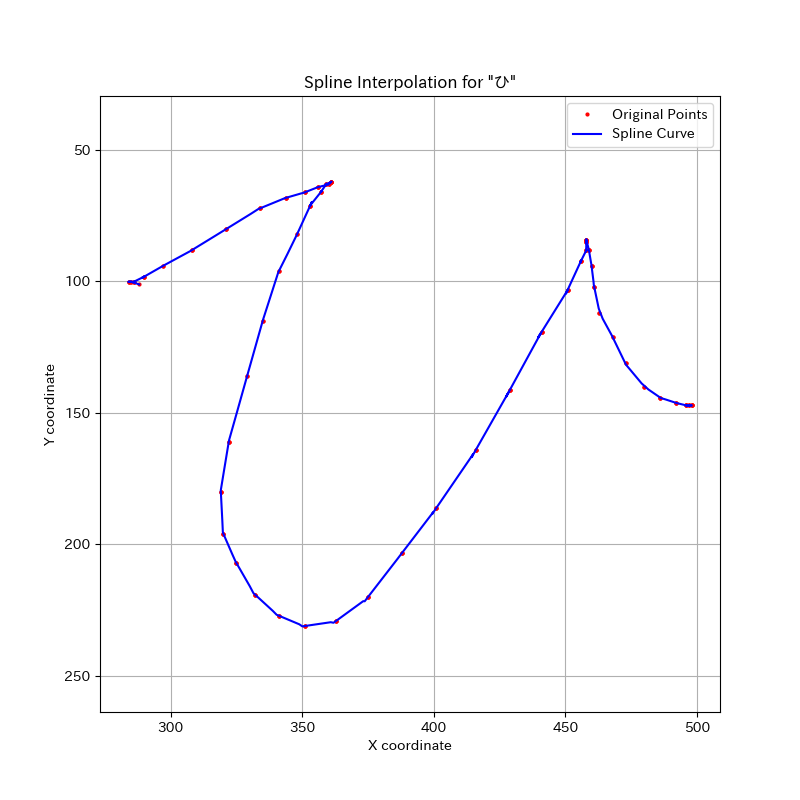 Spline Interpolation for "ひ"
Original Points
Spline Curve
50
100
150
200
250
Y coordinate
300 350 400 450 500
X coordinate